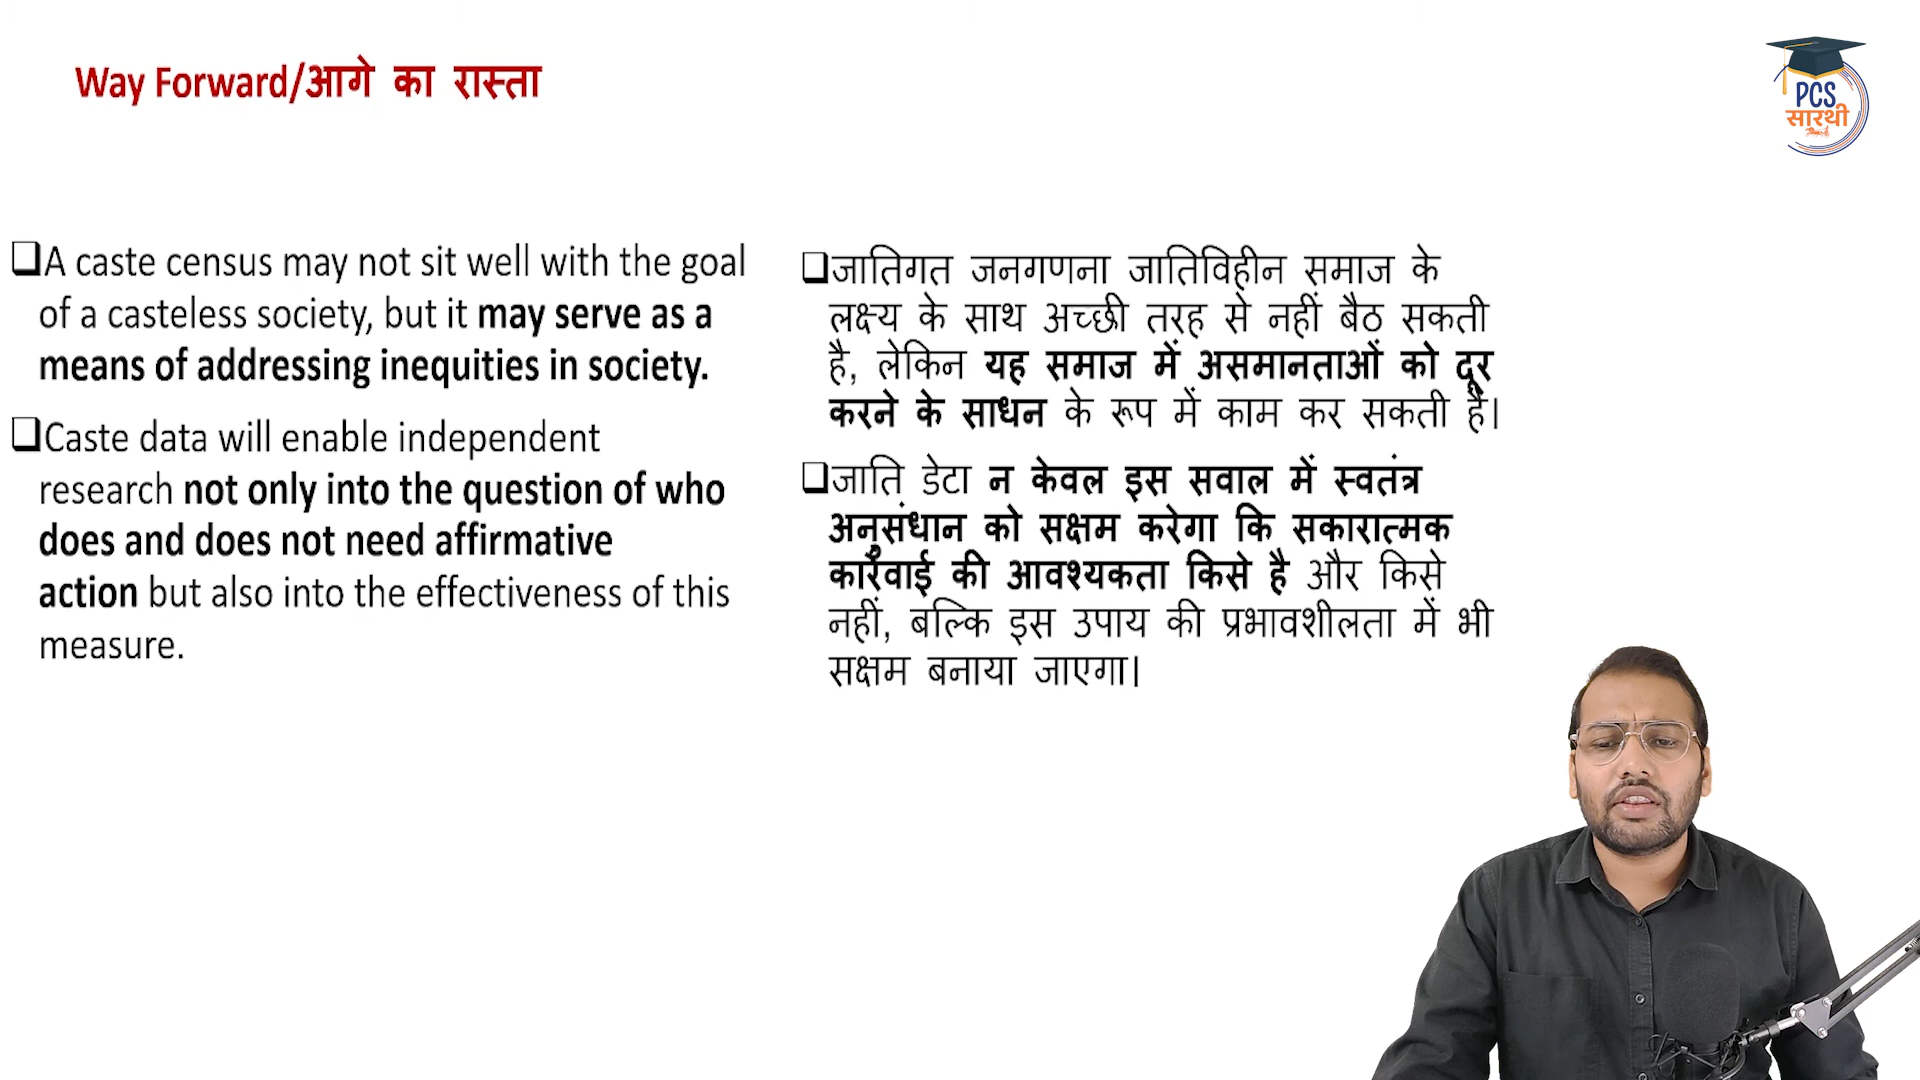 Way Forward/आगे का रास्ता
PCS
सारथी
❑A caste census may not sit well with the goal
of a casteless society, but it may serve as a
means of addressing inequities in society.
❑Caste data will enable independent
research not only into the question of who
does and does not need affirmative
action but also into the effectiveness of this
measure.
❑जातिगत जनगणना जातिविहीन समाज के
लक्ष्य के साथ अच्छी तरह से नहीं बैठ सकती
है, लेकिन यह समाज में असमानताओं को दूर
करने के साधन के रूप में काम कर सकती है।
❑जाति डेटा न केवल इस सवाल में स्वतंत्र
अनुसंधान को सक्षम करेगा कि सकारात्मक
कार्रवाई की आवश्यकता किसे है और किसे
नहीं, बल्कि इस उपाय की प्रभावशीलता में भी
सक्षम बनाया जाएगा।